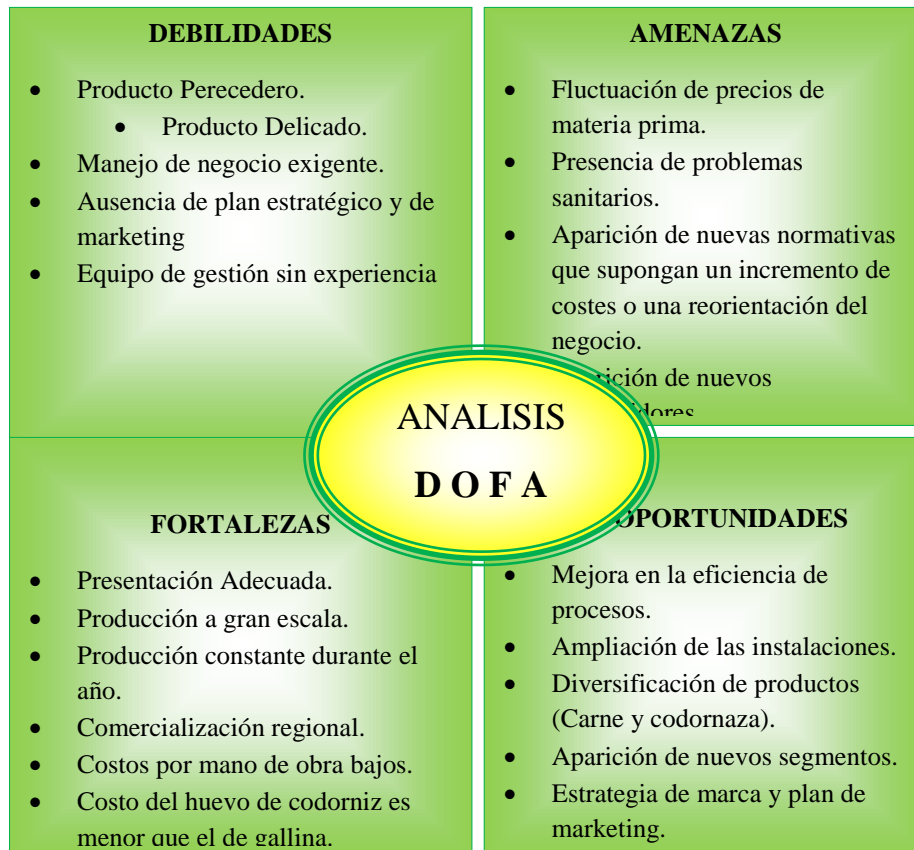 DEBILIDADES
• Producto Perecedero.
• Producto Delicado.
• Manejo de negocio exigente.
• Ausencia de plan estratégico y de
marketing
• Equipo de gestión sin experiencia
AMENAZAS
• Fluctuación de precios de
materia prima.
• Presencia de problemas
sanitarios.
• Aparición de nuevas normativas
que supongan un incremento de
costes o una reorientación del
negocio.
de nuevos
ANALISIS
D O F A
FORTALEZAS
• Presentación Adecuada.
• Producción a gran escala.
• Producción constante durante el
año.
• Comercialización regional.
• Costos por mano de obra bajos.
• Costo del huevo de codorniz es
menor que el de gallina.
OPORTUNIDADES
• Mejora en la eficiencia de
procesos.
• Ampliación de las instalaciones.
• Diversificación de productos
(Carne y codornaza).
• Aparición de nuevos segmentos.
• Estrategia de marca y plan de
marketing.